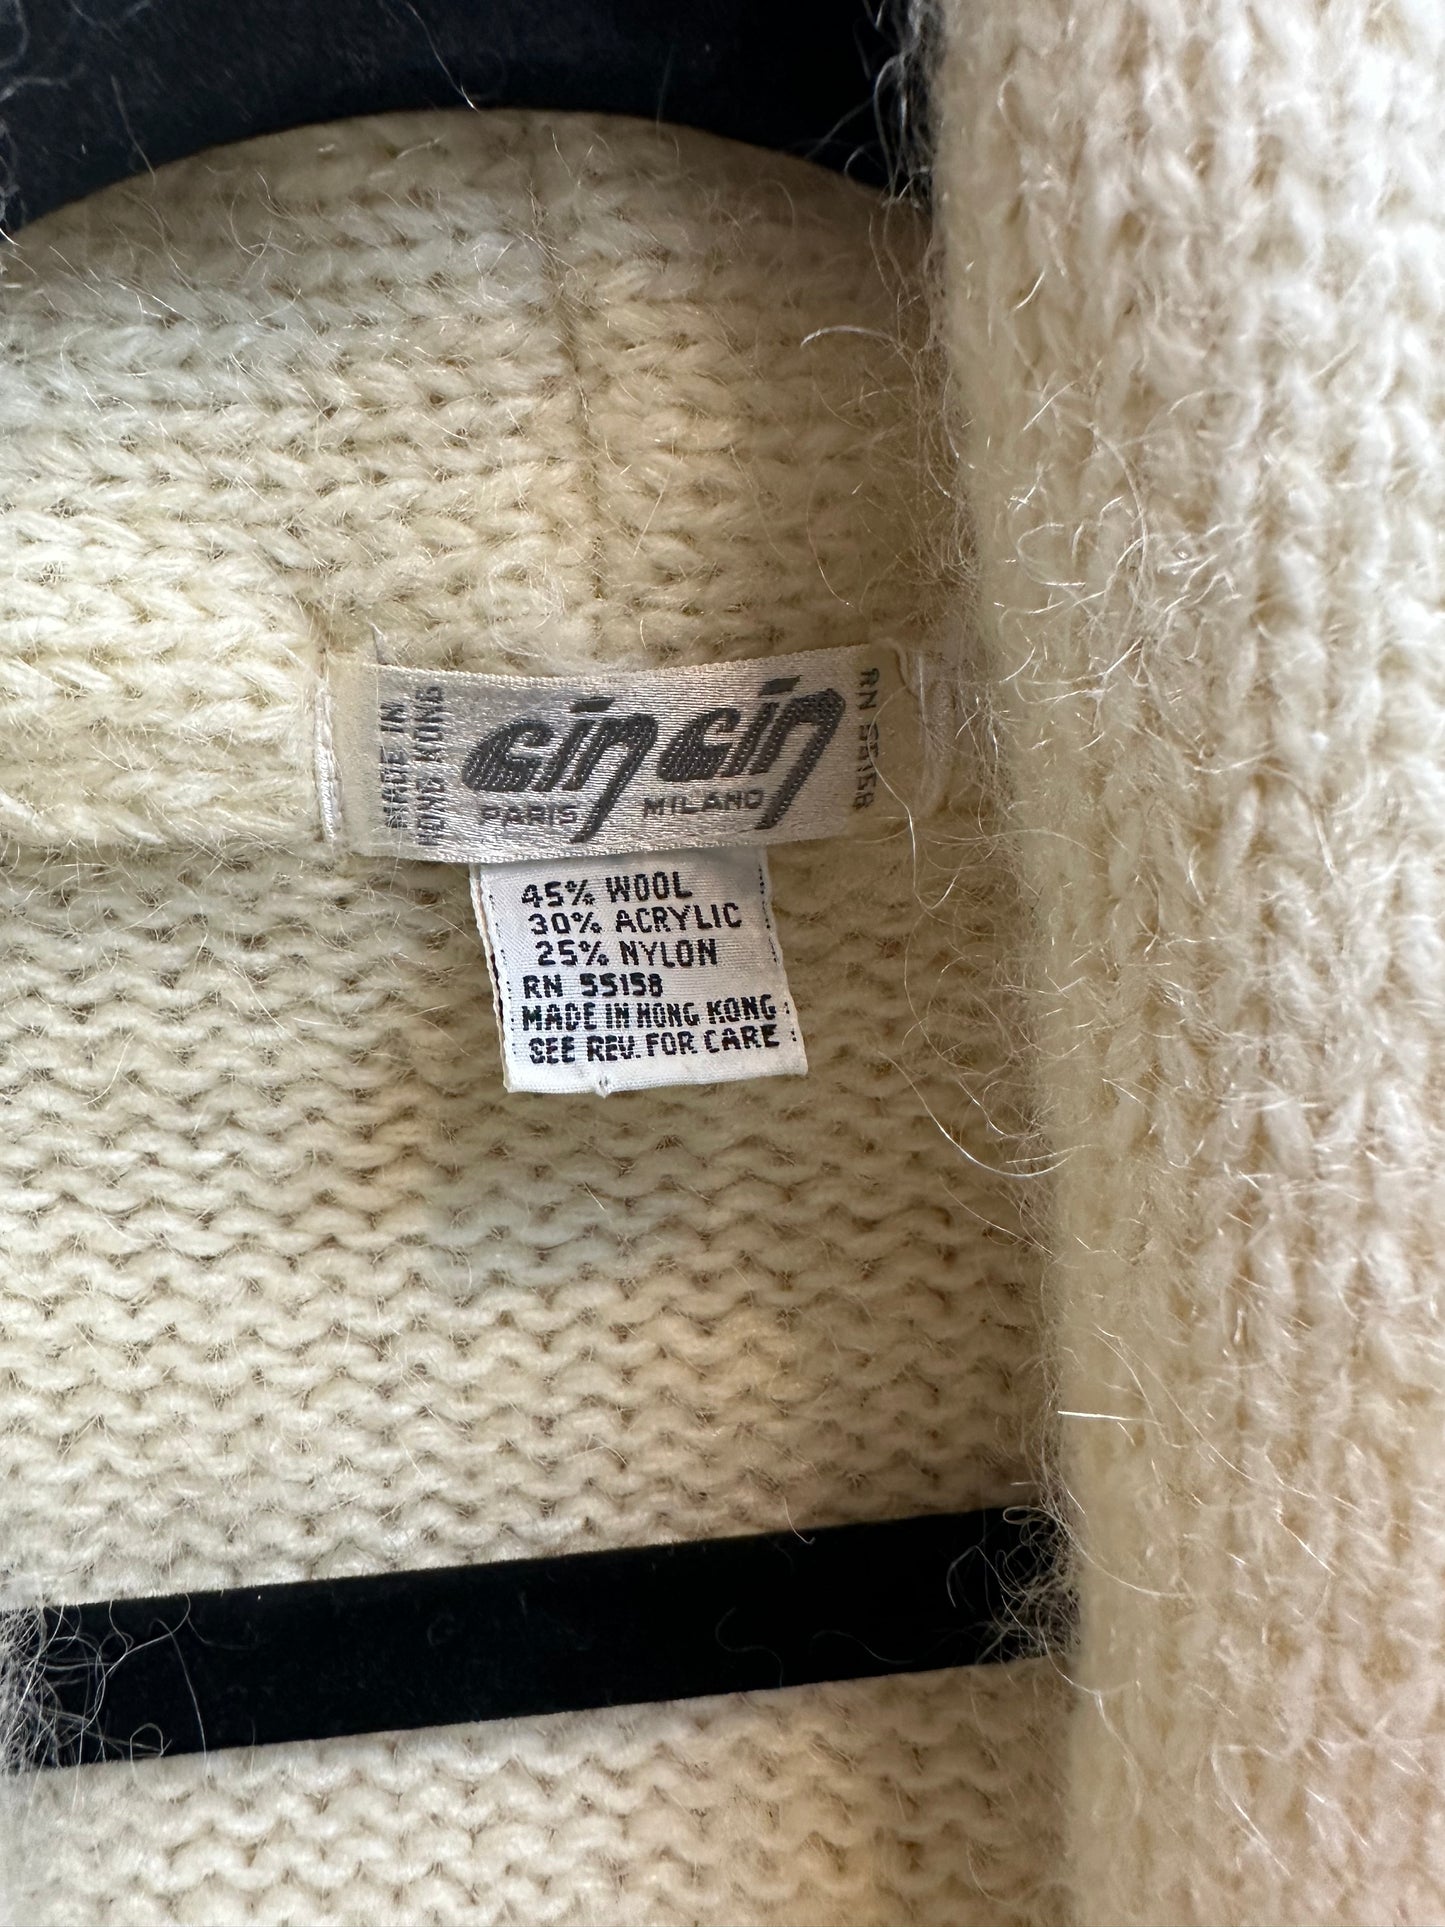 MADE IN
HONG KONG
Cin Cin
PARIS MILANO
RN 55158
45% WOOL
30% ACRYLIC
25% NYLON
RN 55158
MADE IN HONG KONG
SEE REV. FOR CARE